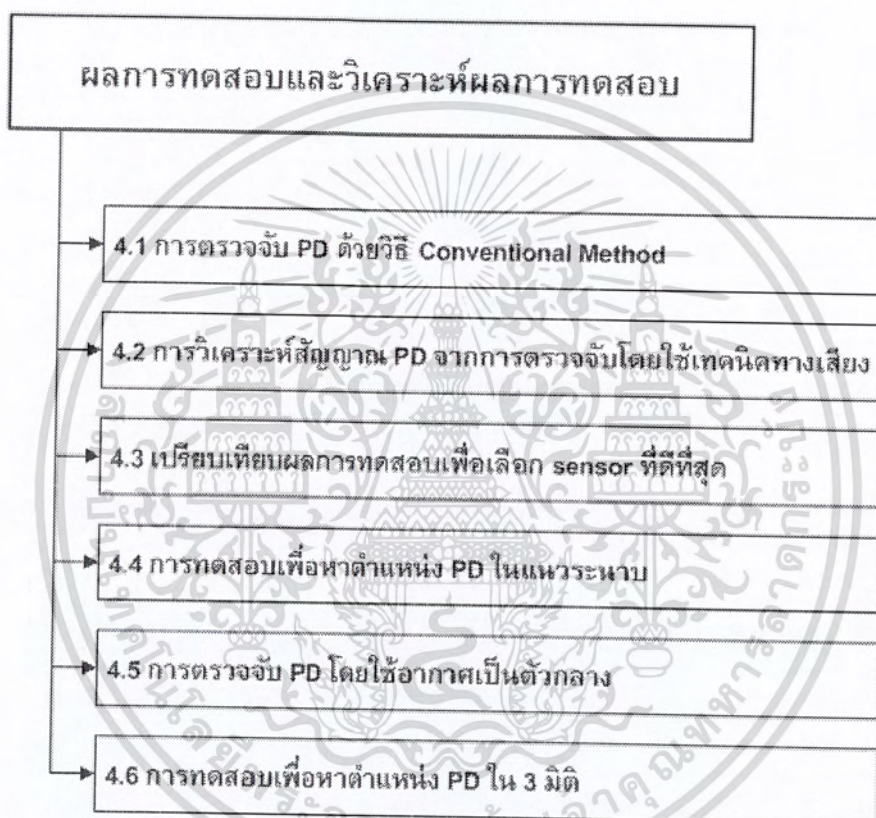 ผลการทดสอบและวิเคราะห์ผลการทดสอบ
4.1 การตรวจจับ PD ด้วยวิธี Conventional Method
4.2 การวิเคราะห์สัญญาณ PD จากการตรวจจับโดยใช้เทคนิคทางเสียง
4.3 เปรียบเทียบผลการทดสอบเพื่อเลือก sensor ที่ดีที่สุด
4.4 การทดสอบเพื่อหาตำแหน่ง PD ในแนวระนาบ
4.5 การตรวจจับ PD โดยใช้อากาศเป็นตัวกลาง
4.6 การทดสอบเพื่อหาตำแหน่ง PD ใน 3 มิติ